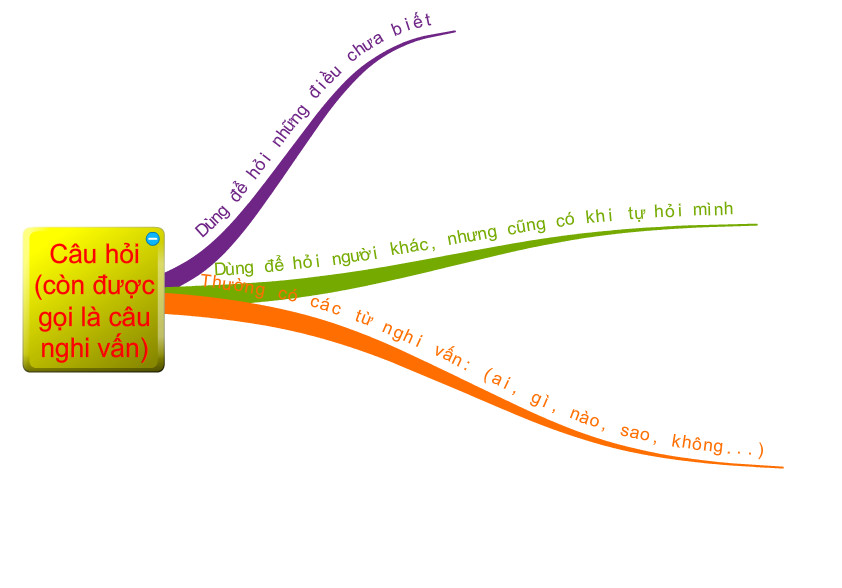 Dùng để hỏi những điều chưa biết
Câu hỏi
(còn được
gọi là câu
nghi vấn)
Dùng để hỏi người khác, nhưng cũng có khi tự hỏi mình
Thường có các từ nghi vấn: (ai, gì, nào, sao, không...)